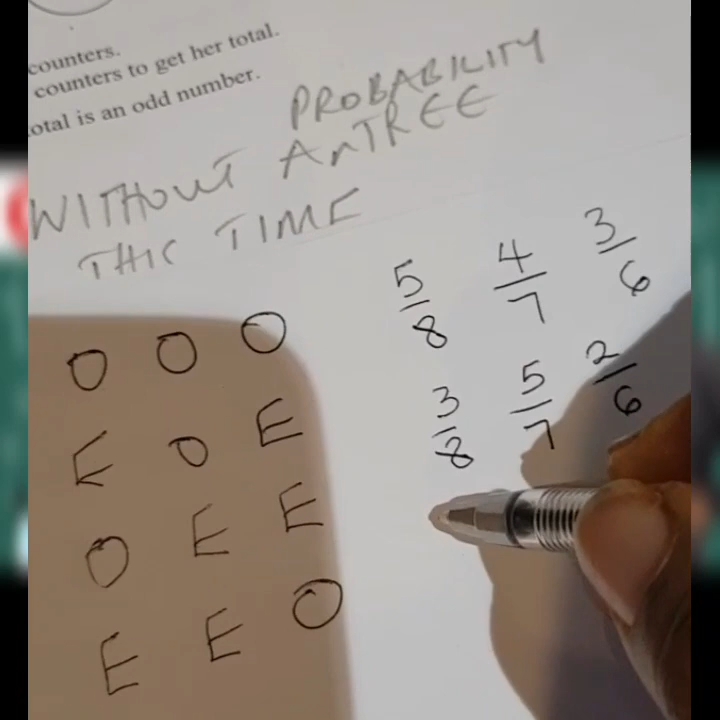 counters.
counters to get her total.
otal is an odd number.
PROBABILITY
WITHOUT A TREE
THIS TIME
O O O 5/8 4/7 3/6
E O E 3/8 5/7 2/6
O E E
E E O